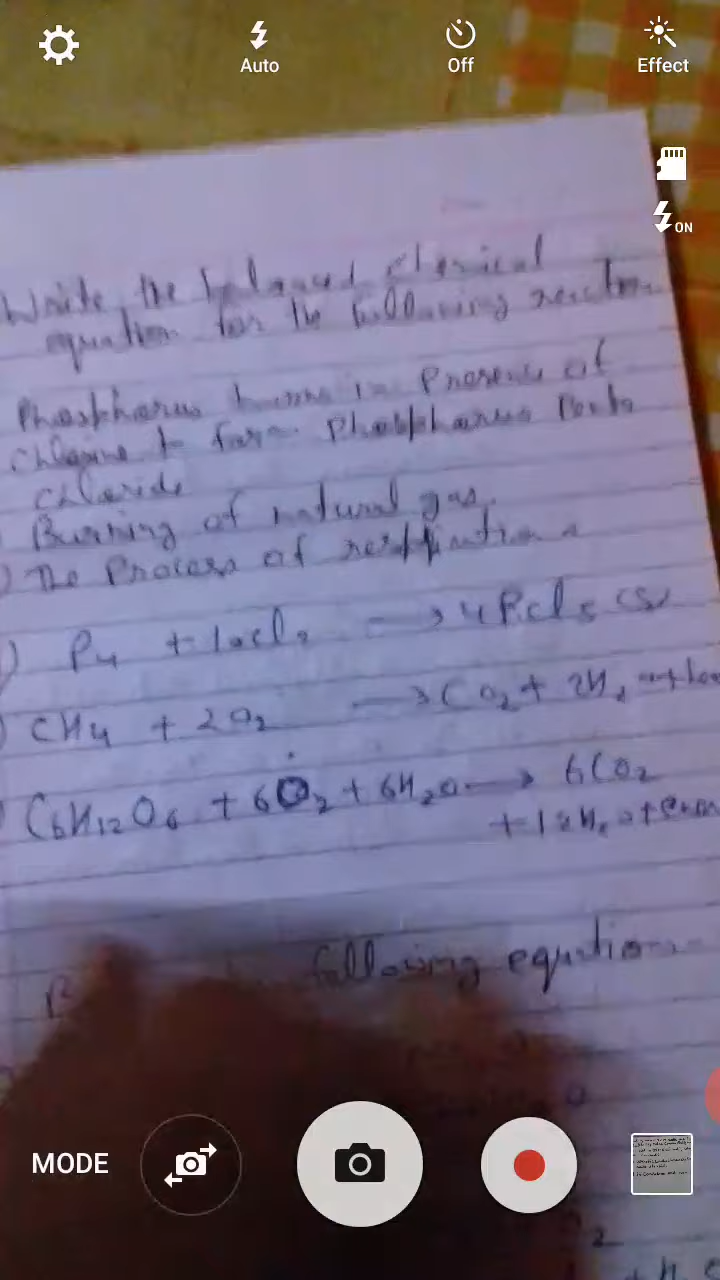 Auto
Off
Effect
ON
Write the balanced chemical
equation for the following reaction
Phosphorus burns in Presence of
chlorine to form Phosphorus Penta
chloride
Burning of natural gas.
The Process of respiration
P4 + 10Cl2 → 4PCl5 (s)
CH4 + 2O2 → CO2 + 2H2
C6H12O6 + 6O2 + 6H2O → 6CO2
+ 12H2O +
following equation
MODE